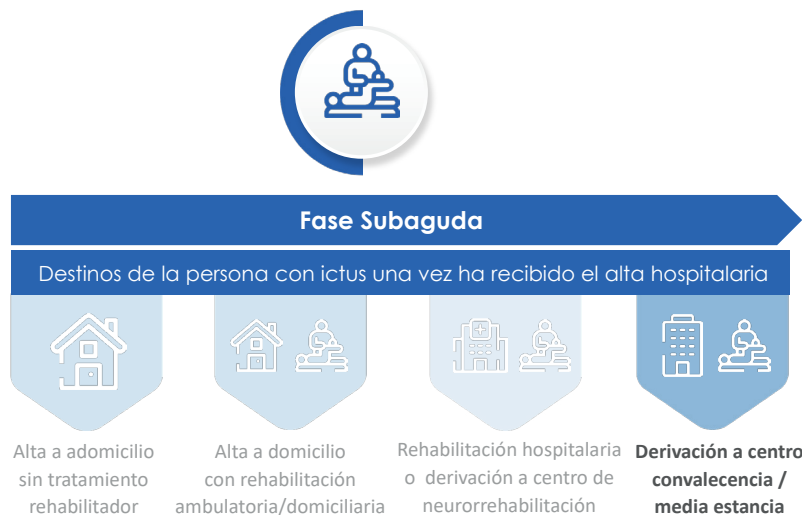 Fase Subaguda
Destinos de la persona con ictus una vez ha recibido el alta hospitalaria
Alta a adomicilio
sin tratamiento
rehabilitador
Alta a domicilio
con rehabilitación
ambulatoria/domiciliaria
Rehabilitación hospitalaria
o derivación a centro de
neurorrehabilitación
Derivación a centro
convalecencia /
media estancia